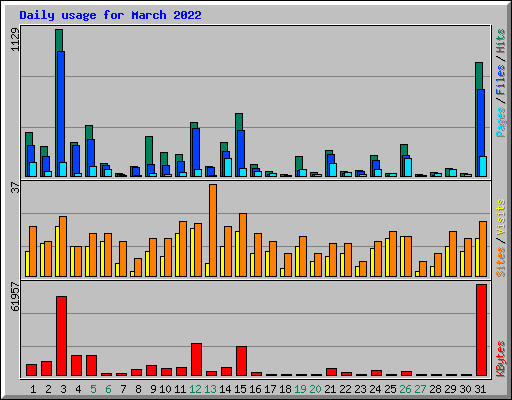 Daily usage for March 2022
1129
Pages / Files / Hits
37
Sites / Visits
61957
KBytes
1 2 3 4 5 6 7 8 9 10 11 12 13 14 15 16 17 18 19 20 21 22 23 24 25 26 27 28 29 30 31